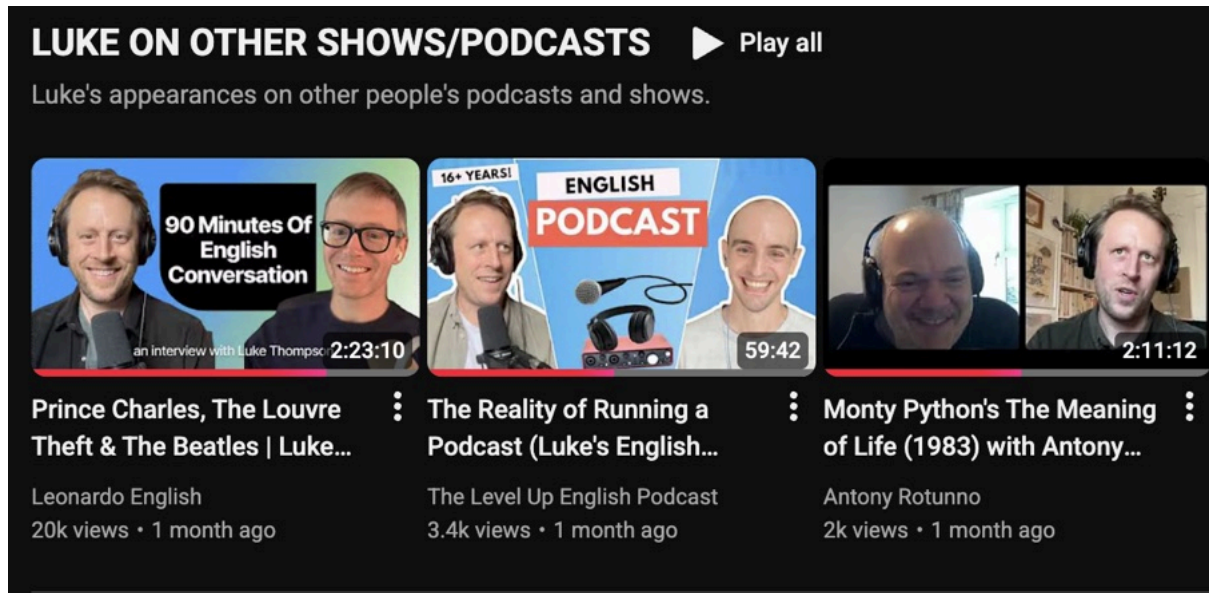 LUKE ON OTHER SHOWS/PODCASTS
Play all
Luke's appearances on other people's podcasts and shows.
90 Minutes Of
English
Conversation
an interview with Luke Thompson
2:23:10
16+ YEARS!
ENGLISH
PODCAST
59:42
2:11:12
Prince Charles, The Louvre
Theft & The Beatles | Luke...
Leonardo English
20k views • 1 month ago
The Reality of Running a
Podcast (Luke's English...
The Level Up English Podcast
3.4k views • 1 month ago
Monty Python's The Meaning
of Life (1983) with Antony...
Antony Rotunno
2k views • 1 month ago